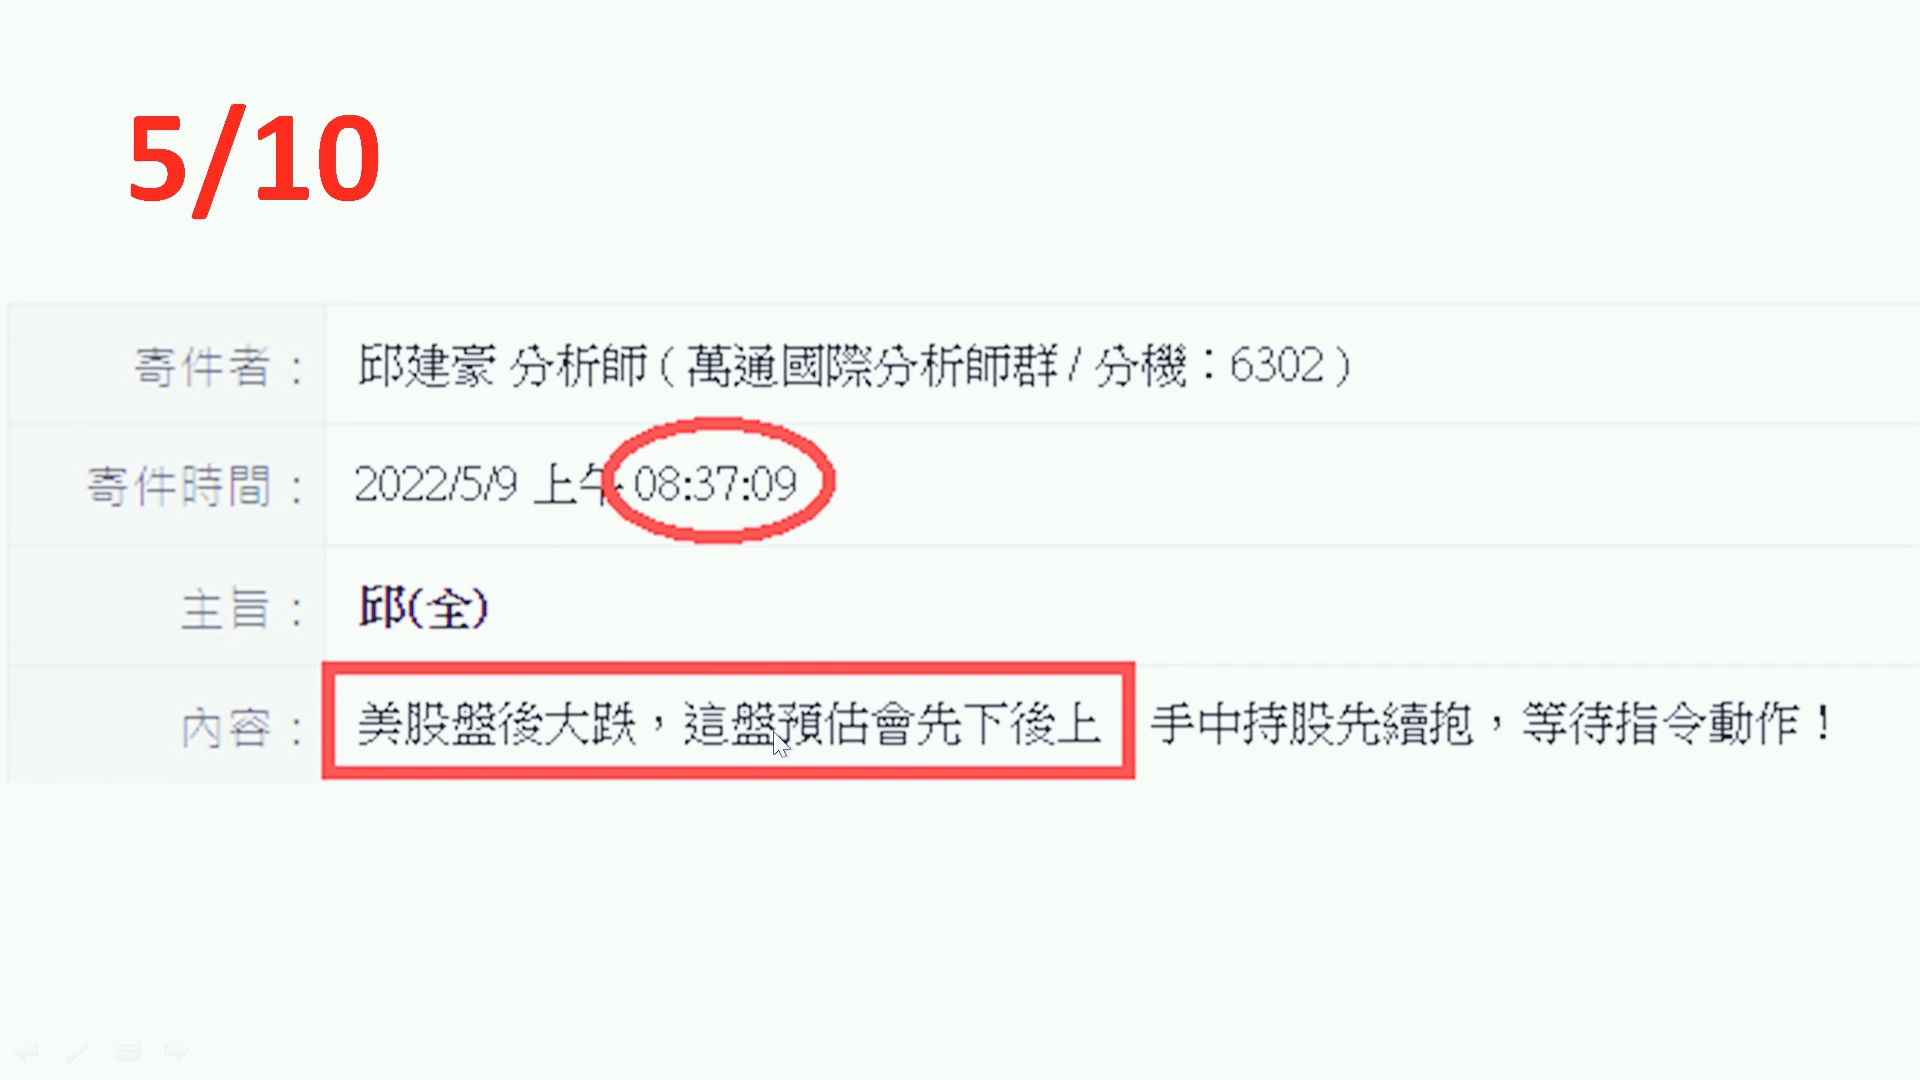 5/10
寄件者： 邱建豪 分析師 ( 萬通國際分析師群 / 分機：6302 )
寄件時間： 2022/5/9 上午 08:37:09
主旨： 邱(全)
內容： 美股盤後大跌，這盤預估會先下後上 手中持股先續抱，等待指令動作！